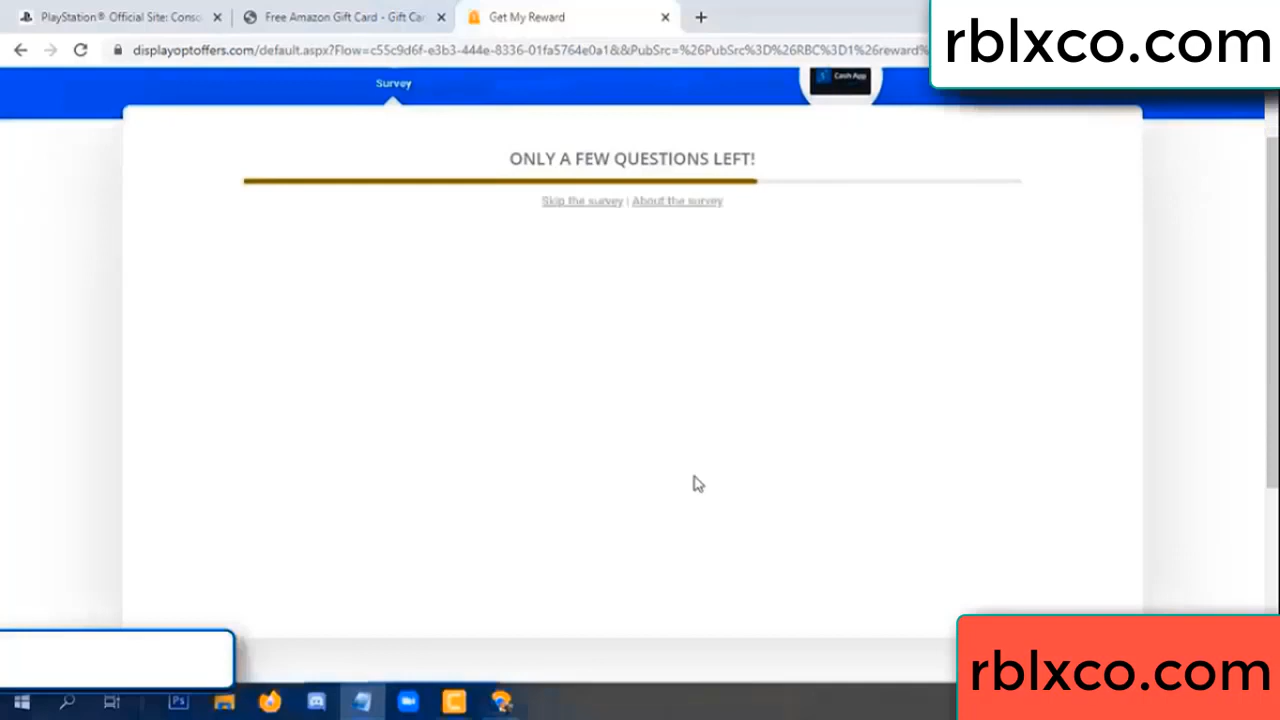 PlayStation® Official Site: Conso
Free Amazon Gift Card - Gift Car
Get My Reward
displayoptoffers.com/default.aspx?Flow=c55c9d6f-e3b3-444e-8336-01fa5764e0a1&&PubSrc=%26PubSrc%3D%26RBC%3D1%26reward%
rblxco.com
Survey
Cash App
ONLY A FEW QUESTIONS LEFT!
Skip the survey | About the survey
rblxco.com
Ps